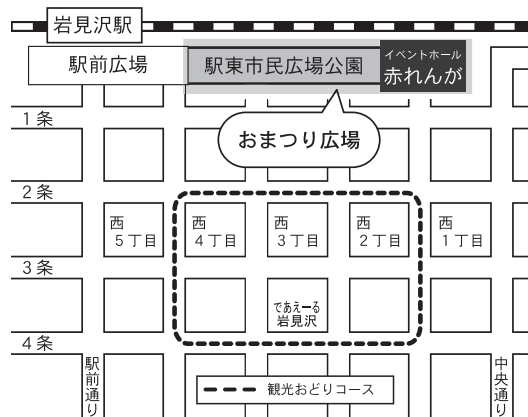 岩見沢駅
駅前広場
駅東市民広場公園
イベントホール
赤れんが
おまつり広場
1条
2条
西
5丁目
西
4丁目
西
3丁目
西
2丁目
西
1丁目
3条
であえーる
岩見沢
4条
駅前通り
中央通り
観光おどりコース